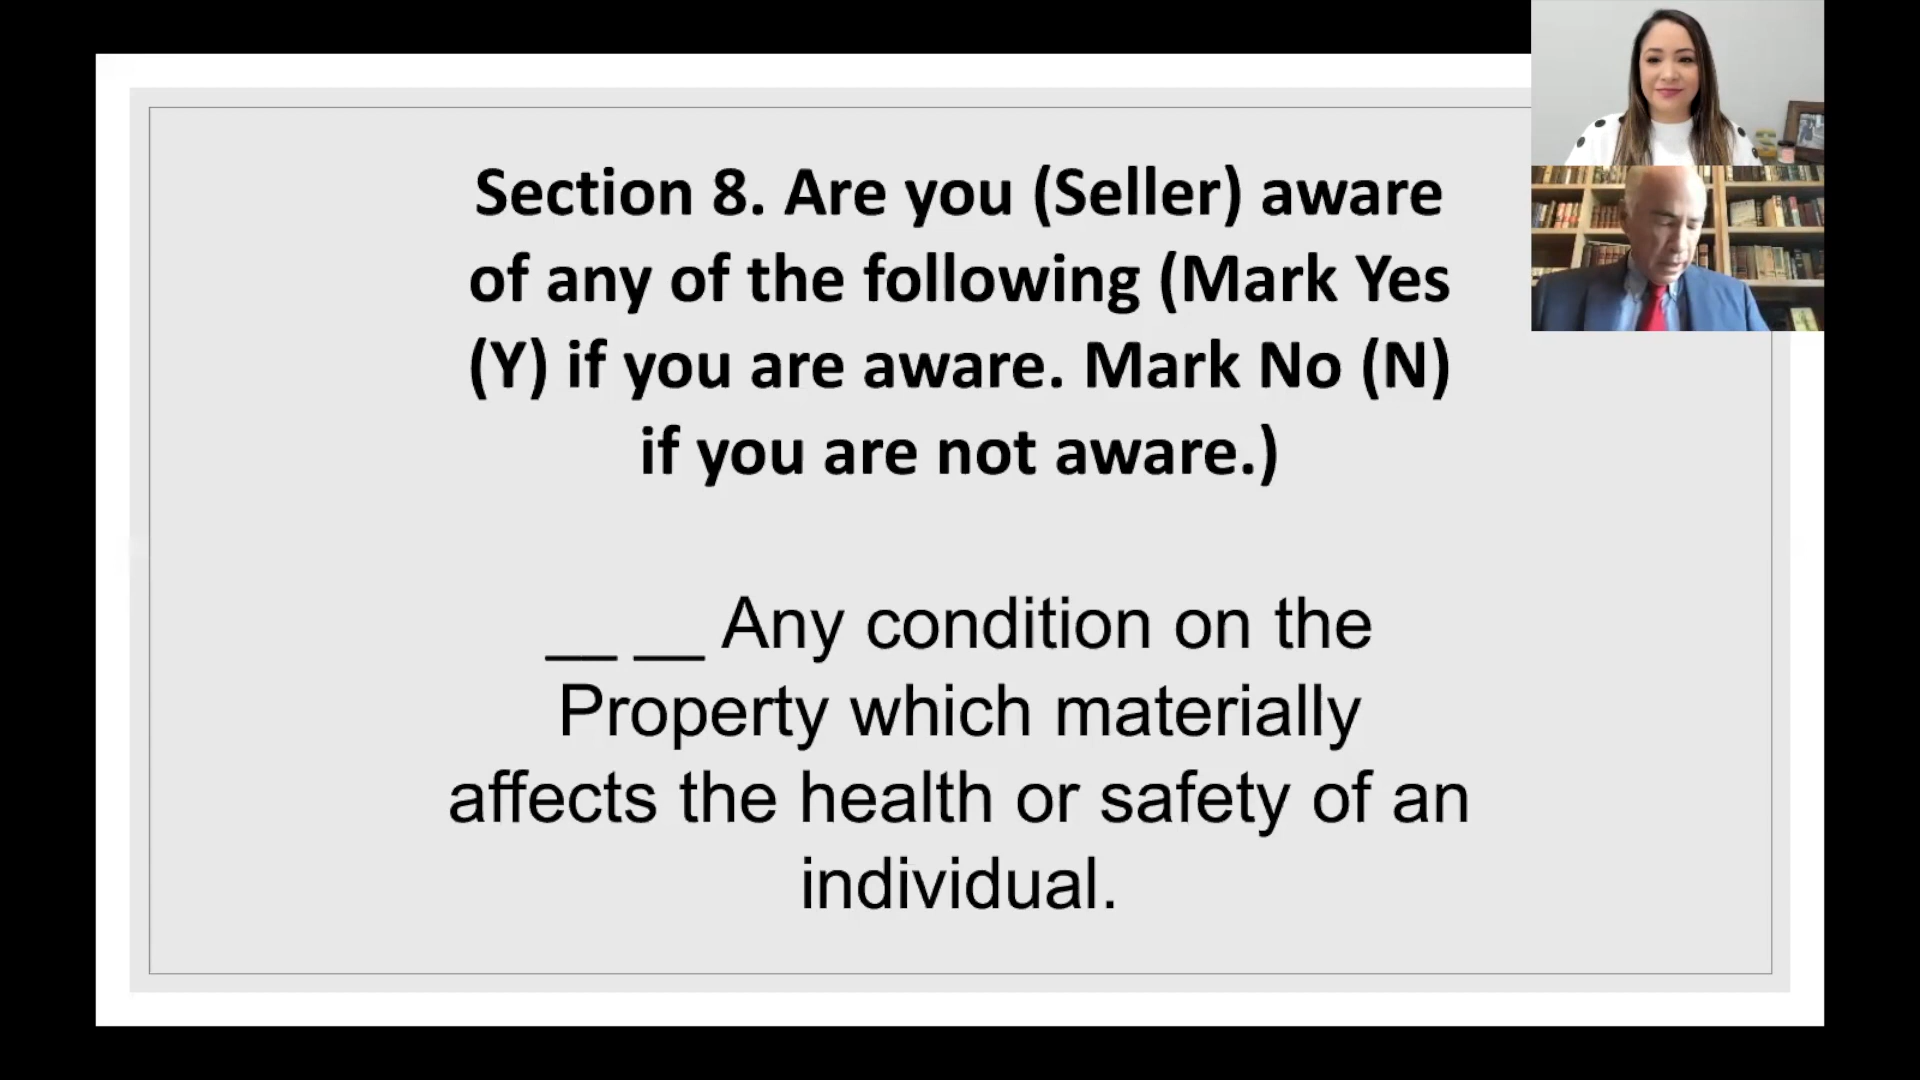 Section 8. Are you (Seller) aware
of any of the following (Mark Yes
(Y) if you are aware. Mark No (N)
if you are not aware.)
__ __ Any condition on the
Property which materially
affects the health or safety of an
individual.